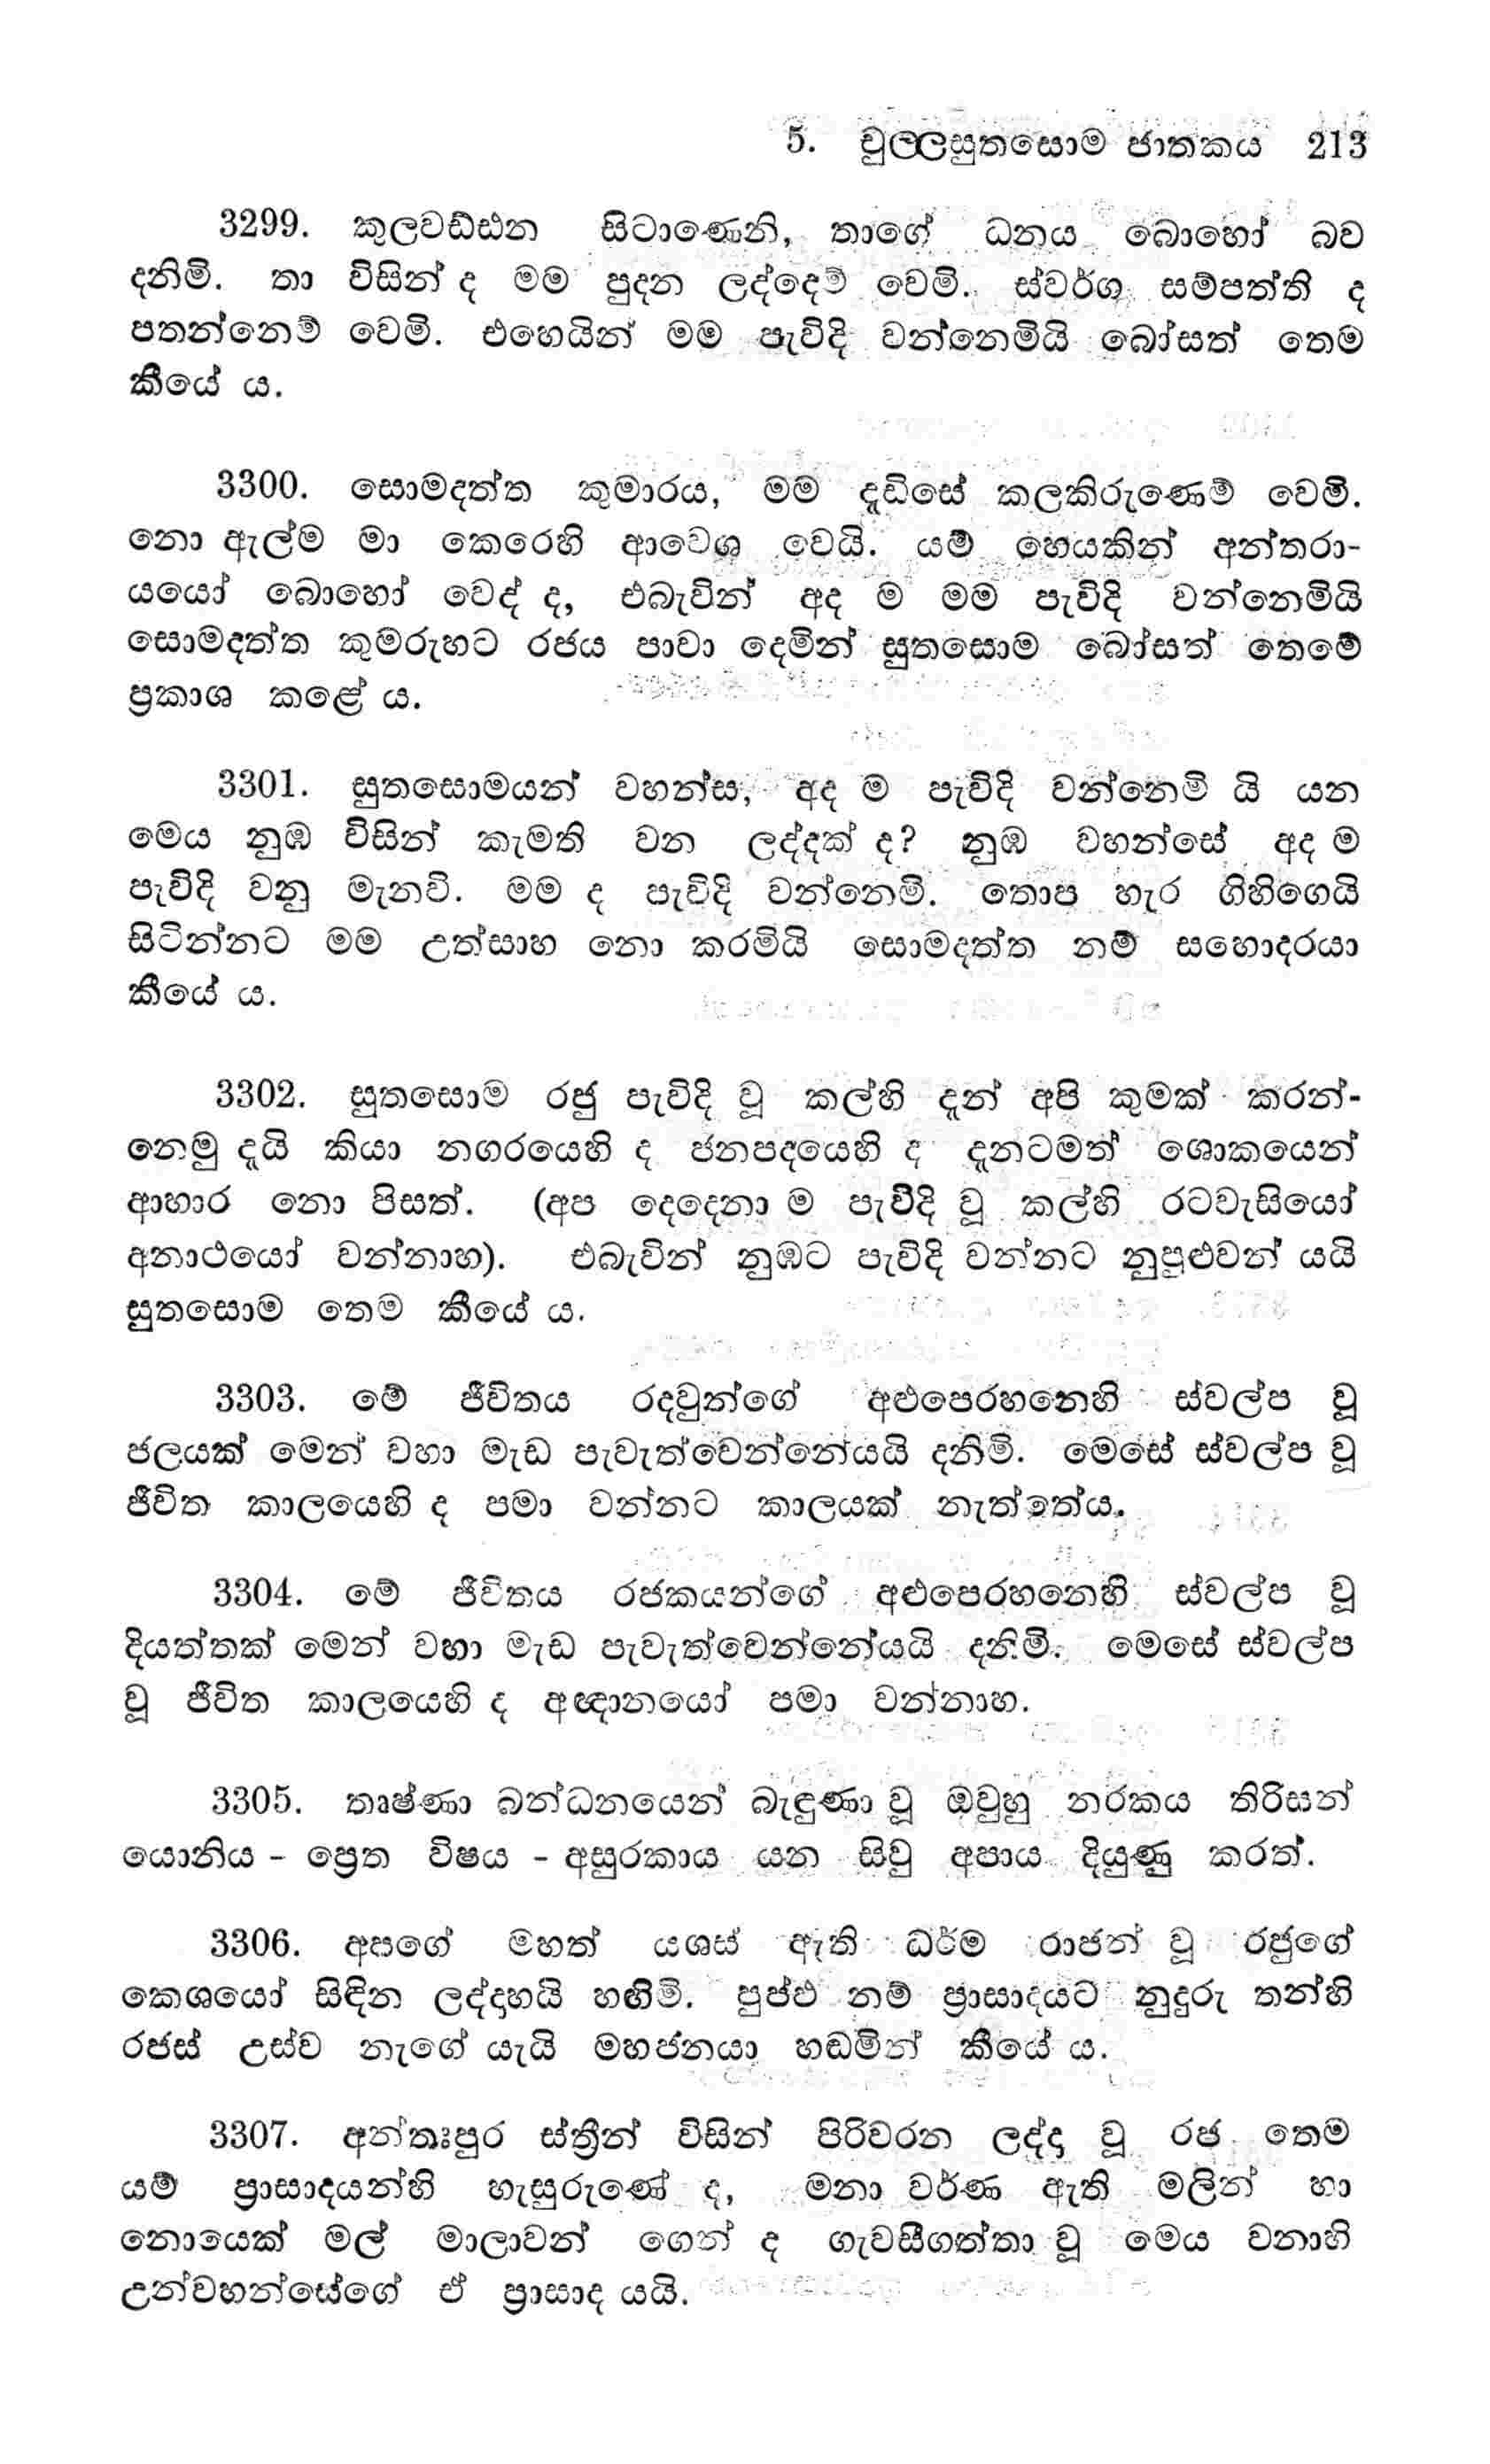 5. චුල්ලසුතසොම ජාතකය 213
3299. කුලවඩ්ඪන සිටාණෙනි, තාගේ ධනය බොහෝ බව
දනිමි. තා විසින් ද මම පුදන ලද්දෙම් වෙමි. ස්වර්ග සම්පත්ති ද
පතන්නෙම් වෙමි. එහෙයින් මම පැවිදි වන්නෙමියි බෝසත් තෙම
කීයේ ය.
3300. සොමදත්ත කුමාරය, මම දැඩිසේ කලකිරුණෙම් වෙමි.
නො ඇල්ම මා කෙරෙහි ආවෙශ වෙයි. යම් හෙයකින් අන්තරා-
යයෝ බොහෝ වෙද් ද, එබැවින් අද ම මම පැවිදි වන්නෙමියි
සොමදත්ත කුමරුහට රජය පාවා දෙමින් සුතසොම බෝසත් තෙමේ
ප්‍රකාශ කළේ ය.
3301. සුතසොමයන් වහන්ස, අද ම පැවිදි වන්නෙමි යි යන
මෙය නුඹ විසින් කැමති වන ලද්දක් ද? නුඹ වහන්සේ අද ම
පැවිදි වනු මැනවි. මම ද පැවිදි වන්නෙමි. තොප හැර ගිහිගෙයි
සිටින්නට මම උත්සාහ නො කරමියි සොමදත්ත නම් සහොදරයා
කීයේ ය.
3302. සුතසොම රජු පැවිදි වූ කල්හි දැන් අපි කුමක් කරන්-
නෙමු දැයි කියා නගරයෙහි ද ජනපදයෙහි ද දැනටමත් ශොකයෙන්
ආහාර නො පිසත්. (අප දෙදෙනා ම පැවිදි වූ කල්හි රටවැසියෝ
අනාථයෝ වන්නාහ). එබැවින් නුඹට පැවිදි වන්නට නුපුළුවන් යයි
සුතසොම තෙම කීයේ ය.
3303. මේ ජීවිතය රදවුන්ගේ අළුපෙරහනෙහි ස්වල්ප වූ
ජලයක් මෙන් වහා මැඩ පැවැත්වෙන්නේයයි දනිමි. මෙසේ ස්වල්ප වූ
ජීවිත කාලයෙහි ද පමා වන්නට කාලයක් නැත්ඉත්ය.
3304. මේ ජීවිතය රජකයන්ගේ අළුපෙරහනෙහි ස්වල්ප වූ
දියත්තක් මෙන් වහා මැඩ පැවැත්වෙන්නේයයි දනිමි. මෙසේ ස්වල්ප
වූ ජීවිත කාලයෙහි ද අඥානයෝ පමා වන්නාහ.
3305. තෘෂ්ණා බන්ධනයෙන් බැඳුණා වූ ඔවුහු නරකය තිරිසන්
යොනිය - ප්‍රෙත විෂය - අසුරකාය යන සිවු අපාය දියුණු කරත්.
3306. අපගේ මහත් යශස් ඇති ධර්ම රාජන් වූ රජුගේ
කෙශයෝ සිඳින ලද්දාහයි හඟිමි. පුප්ඵ නම් ප්‍රාසාදයට නුදුරු තන්හි
රජස් උස්ව නැගේ යැයි මහජනයා හඬමින් කීයේ ය.
3307. අන්තඃපුර ස්ත්‍රීන් විසින් පිරිවරන ලද්දා වූ රජ තෙම
යම් ප්‍රාසාදයන්හි හැසුරුණේ ද, මනා වර්ණ ඇති මලින් හා
නොයෙක් මල් මාලාවන් ගෙන් ද ගැවසීගත්තා වූ මෙය වනාහි
උන්වහන්සේගේ ඒ ප්‍රාසාද යයි.